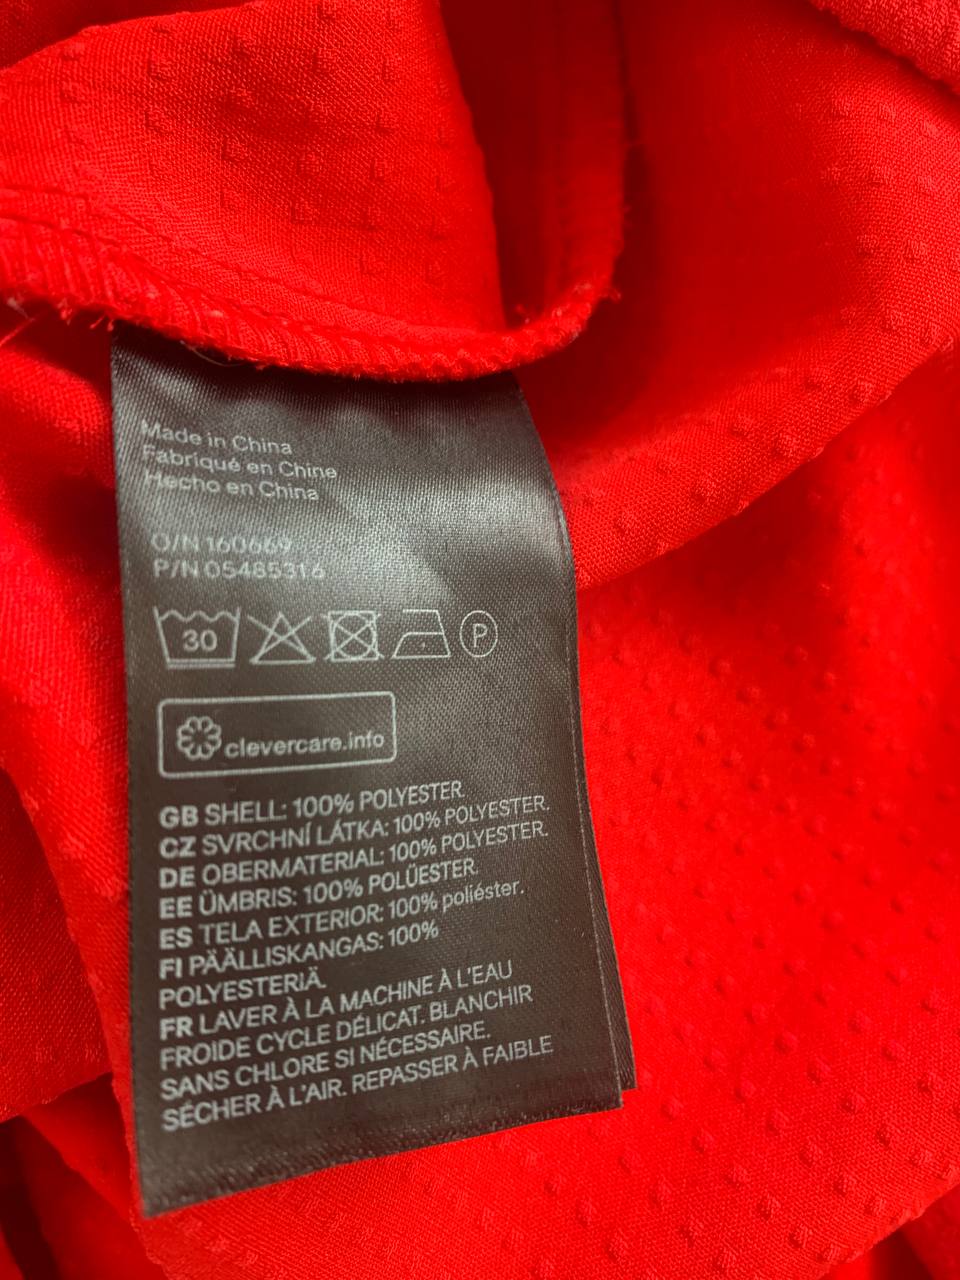 Made in China
Fabriqué en Chine
Hecho en China
O/N 160669
P/N 05485316
30
P
clevercare.info
GB SHELL: 100% POLYESTER.
CZ SVRCHNÍ LÁTKA: 100% POLYESTER.
DE OBERMATERIAL: 100% POLYESTER.
EE ÜMBRIS: 100% POLÜESTER.
ES TELA EXTERIOR: 100% poliéster.
FI PÄÄLLISKANGAS: 100%
POLYESTERIÄ.
FR LAVER À LA MACHINE À L'EAU
FROIDE CYCLE DÉLICAT. BLANCHIR
SANS CHLORE SI NÉCESSAIRE.
SÉCHER À L'AIR. REPASSER À FAIBLE